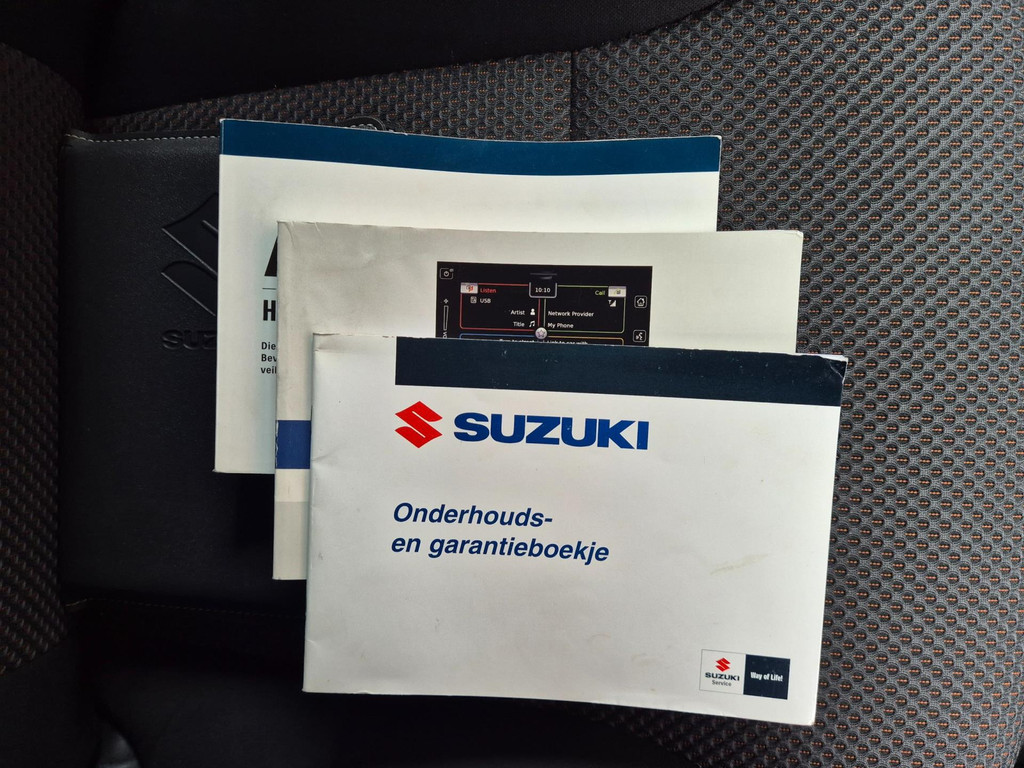 H
Die
Bev
veil
Listen
10:10
Call
USB
Artist
Network Provider
Title
My Phone
SUZUKI
Onderhouds-
en garantieboekje
SUZUKI
Service
Way of Life!